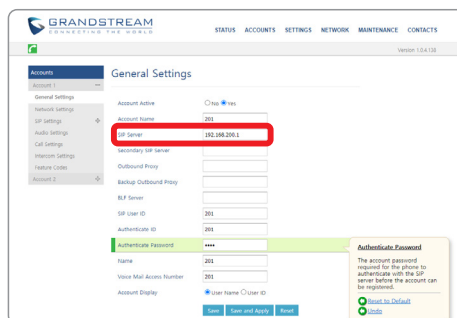 GRANDSTREAM
CONNECTING THE WORLD
STATUS ACCOUNTS SETTINGS NETWORK MAINTENANCE CONTACTS
Version 1.0.4.138
Accounts
Account 1
General Settings
Network Settings
SIP Settings
Audio Settings
Call Settings
Intercom Settings
Feature Codes
Account 2
General Settings
Account Active No Yes
Account Name 201
SIP Server 192.168.200.1
Secondary SIP Server
Outbound Proxy
Backup Outbound Proxy
BLF Server
SIP User ID 201
Authenticate ID 201
Authenticate Password ••••
Name 201
Voice Mail Access Number 201
Account Display User Name User ID
Save Save and Apply Reset
Authenticate Password
The account password
required for the phone to
authenticate with the SIP
server before the account can
be registered.
Reset to Default
Undo